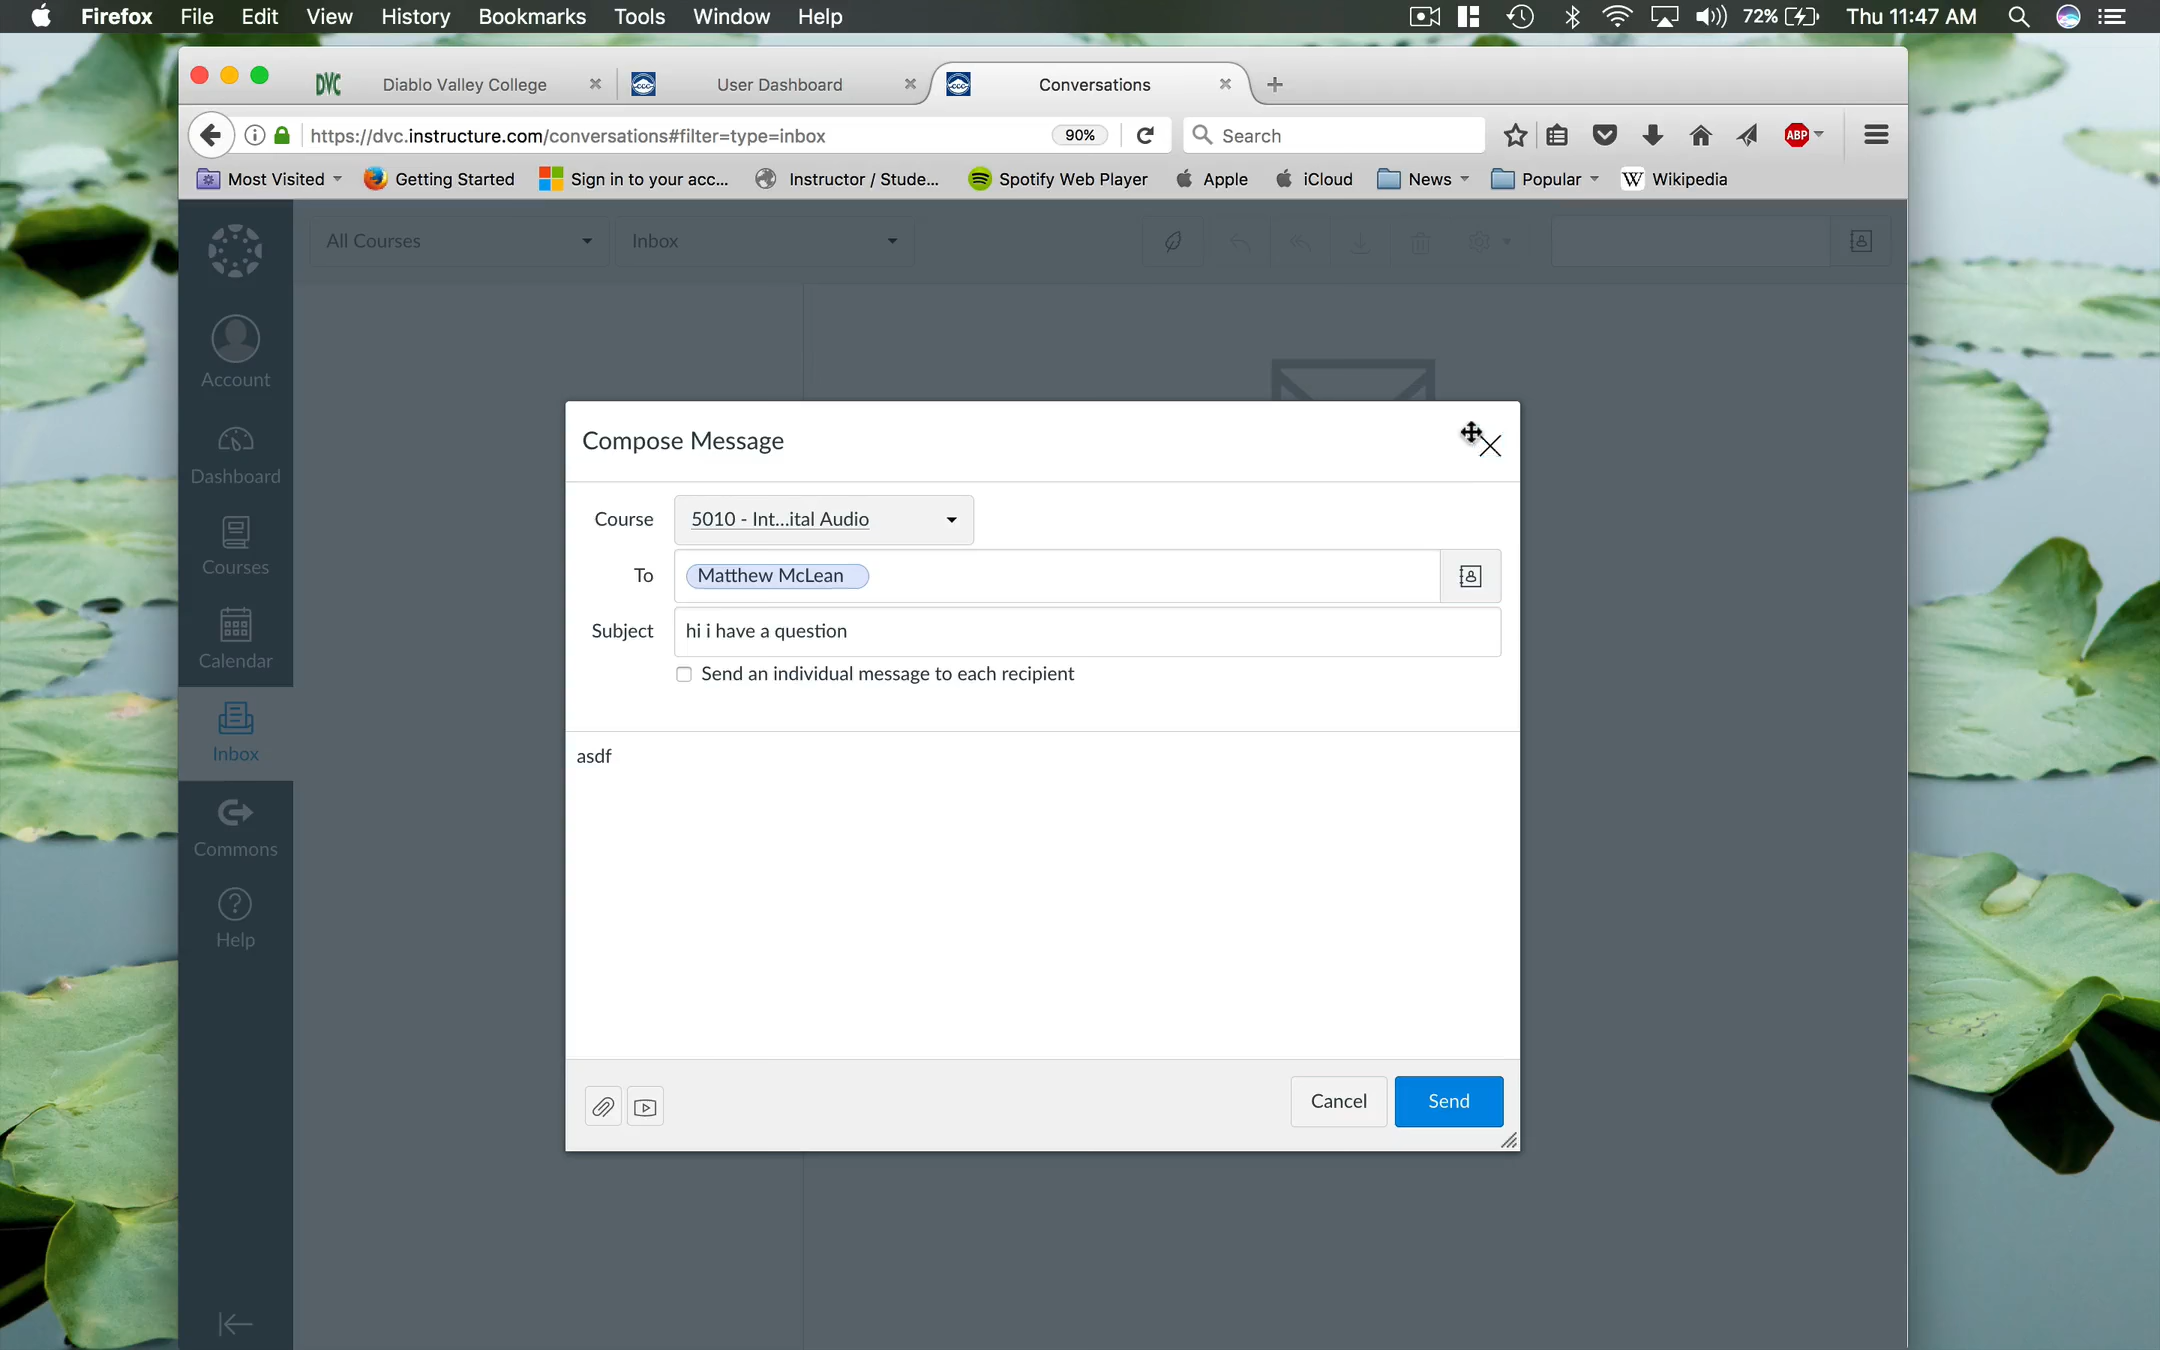 Firefox File Edit View History Bookmarks Tools Window Help 72% Thu 11:47 AM
DVC Diablo Valley College User Dashboard Conversations
https://dvc.instructure.com/conversations#filter=type=inbox 90% Search ABP
Most Visited Getting Started Sign in to your acc... Instructor / Stude... Spotify Web Player Apple iCloud News Popular W Wikipedia
All Courses Inbox
Account
Dashboard
Courses
Calendar
Inbox
Commons
Help
Compose Message
Course 5010 - Int...ital Audio
To Matthew McLean
Subject hi i have a question
Send an individual message to each recipient
asdf
Cancel Send